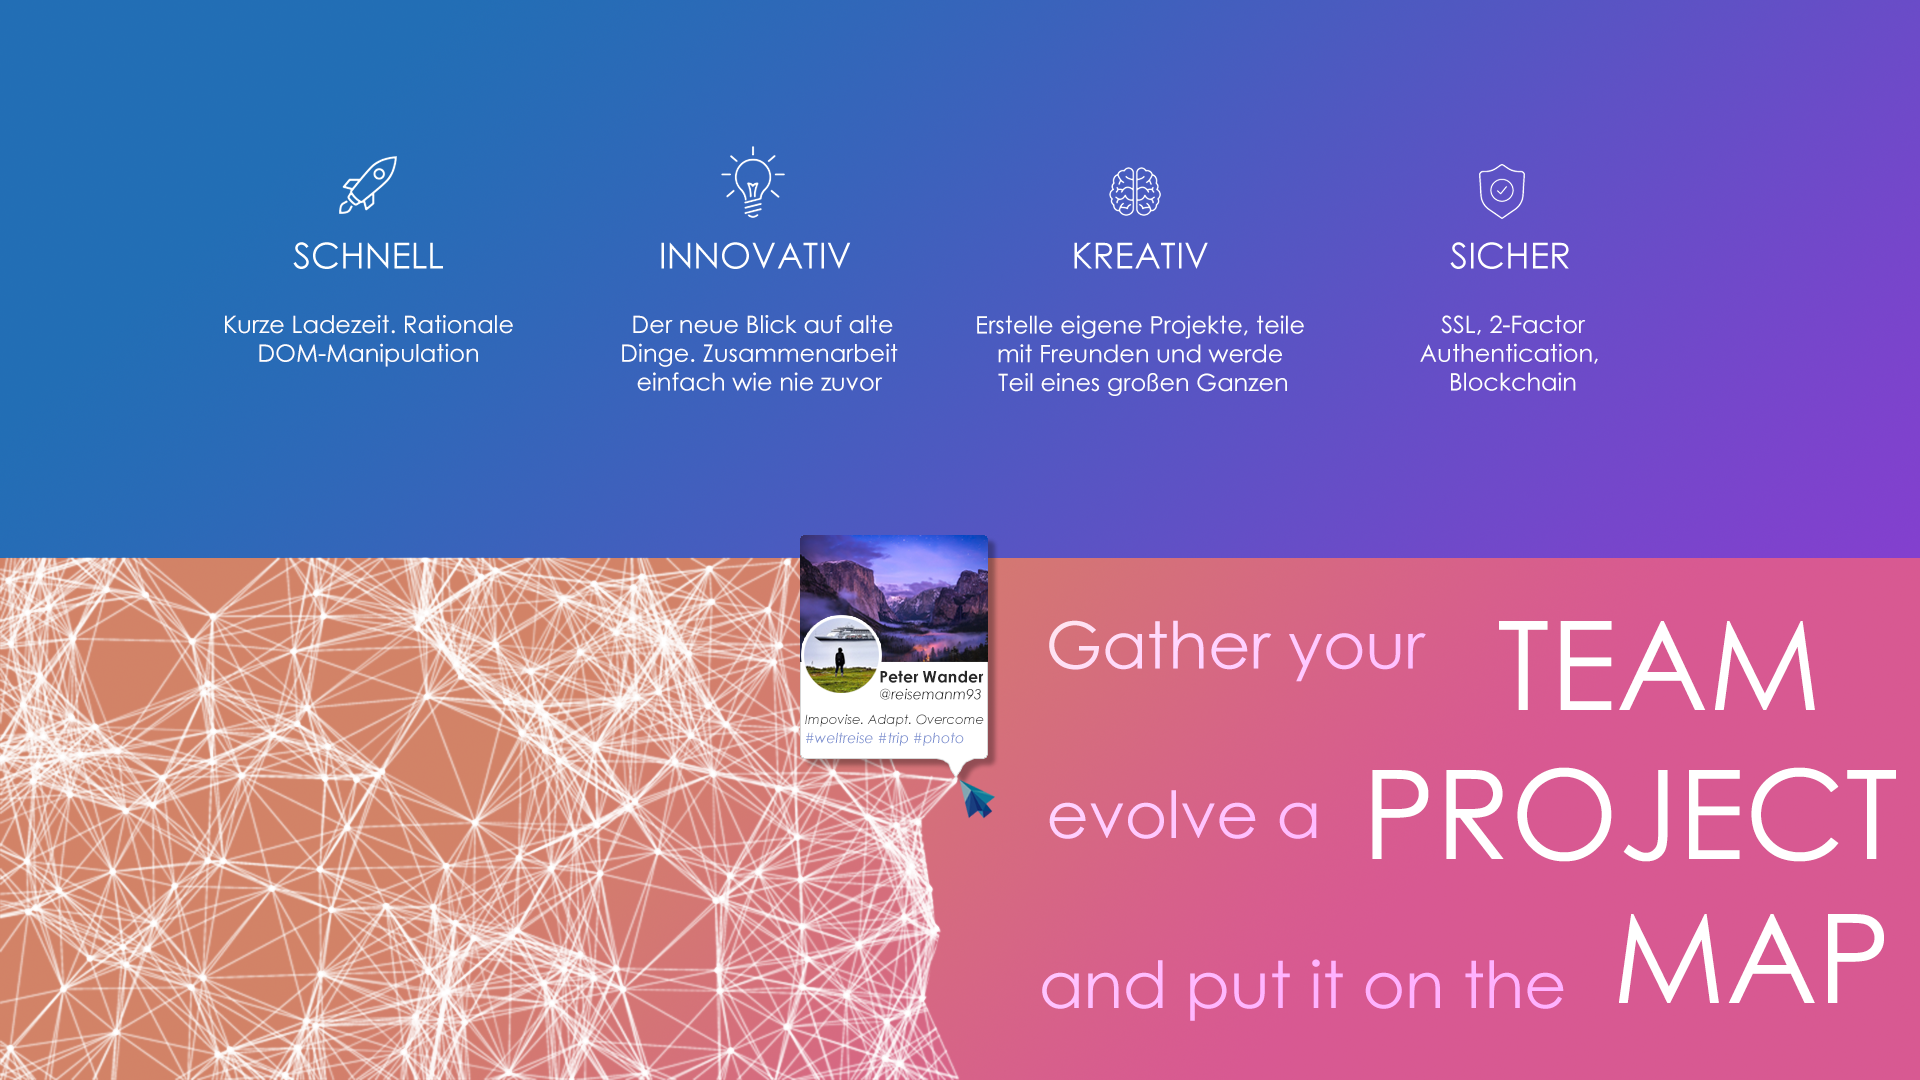 SCHNELL
Kurze Ladezeit. Rationale
DOM-Manipulation
INNOVATIV
Der neue Blick auf alte
Dinge. Zusammenarbeit
einfach wie nie zuvor
KREATIV
Erstelle eigene Projekte, teile
mit Freunden und werde
Teil eines großen Ganzen
SICHER
SSL, 2-Factor
Authentication,
Blockchain
Peter Wander
@reisemanm93
Impovise. Adapt. Overcome
#weltreise #trip #photo
Gather your TEAM
evolve a PROJECT
and put it on the MAP